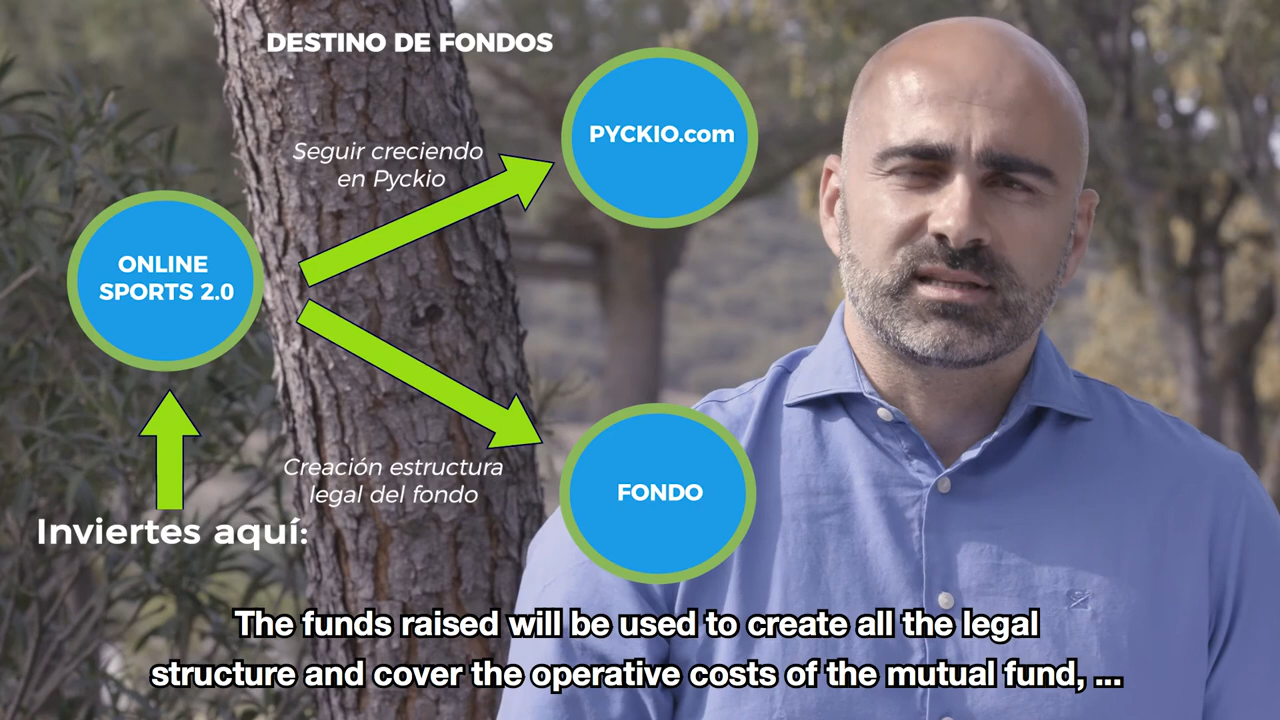 DESTINO DE FONDOS
PYCKIO.com
Seguir creciendo
en Pyckio
ONLINE
SPORTS 2.0
Creación estructura
legal del fondo
FONDO
Inviertes aquí:
The funds raised will be used to create all the legal
structure and cover the operative costs of the mutual fund, ...